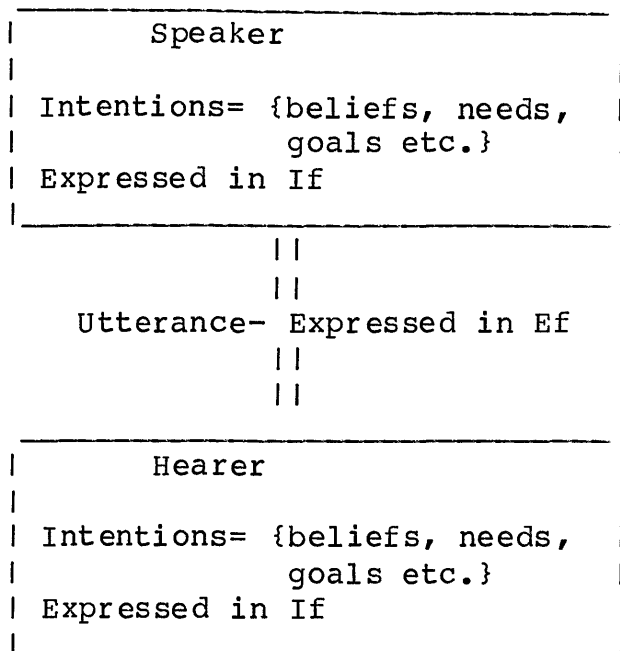 Speaker
Intentions= {beliefs, needs,
goals etc.}
Expressed in If
Utterance- Expressed in Ef
Hearer
Intentions= {beliefs, needs,
goals etc.}
Expressed in If